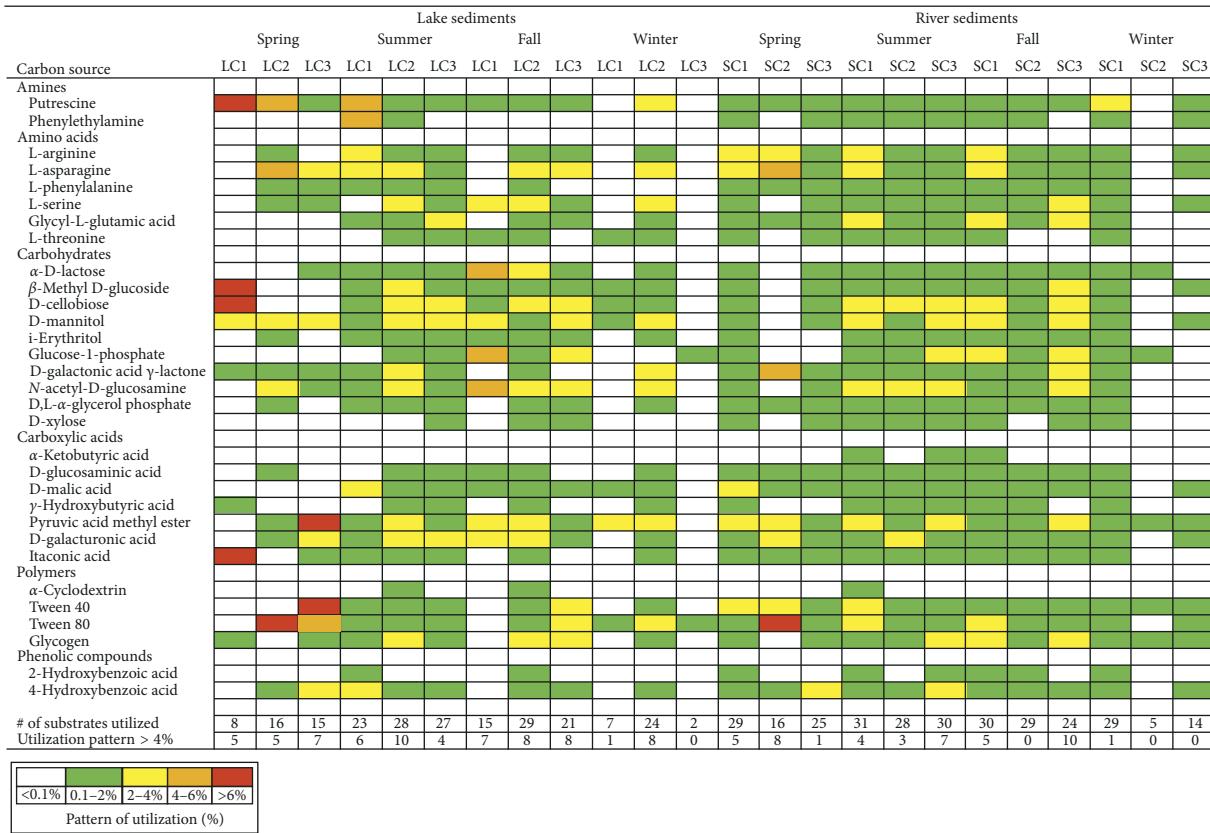 Lake sediments River sediments
Spring Summer Fall Winter Spring Summer Fall Winter
Carbon source LC1 LC2 LC3 LC1 LC2 LC3 LC1 LC2 LC3 LC1 LC2 LC3 SC1 SC2 SC3 SC1 SC2 SC3 SC1 SC2 SC3 SC1 SC2 SC3
Amines
Putrescine
Phenylethylamine
Amino acids
L-arginine
L-asparagine
L-phenylalanine
L-serine
Glycyl-L-glutamic acid
L-threonine
Carbohydrates
α-D-lactose
β-Methyl D-glucoside
D-cellobiose
D-mannitol
i-Erythritol
Glucose-1-phosphate
D-galactonic acid γ-lactone
N-acetyl-D-glucosamine
D,L-α-glycerol phosphate
D-xylose
Carboxylic acids
α-Ketobutyric acid
D-glucosaminic acid
D-malic acid
γ-Hydroxybutyric acid
Pyruvic acid methyl ester
D-galacturonic acid
Itaconic acid
Polymers
α-Cyclodextrin
Tween 40
Tween 80
Glycogen
Phenolic compounds
2-Hydroxybenzoic acid
4-Hydroxybenzoic acid
# of substrates utilized 8 16 15 23 28 27 15 29 21 7 24 2 29 16 25 31 28 30 30 29 24 29 5 14
Utilization pattern > 4% 5 5 7 6 10 4 7 8 8 1 8 0 5 8 1 4 3 7 5 0 10 1 0 0
<0.1% 0.1–2% 2–4% 4–6% >6%
Pattern of utilization (%)